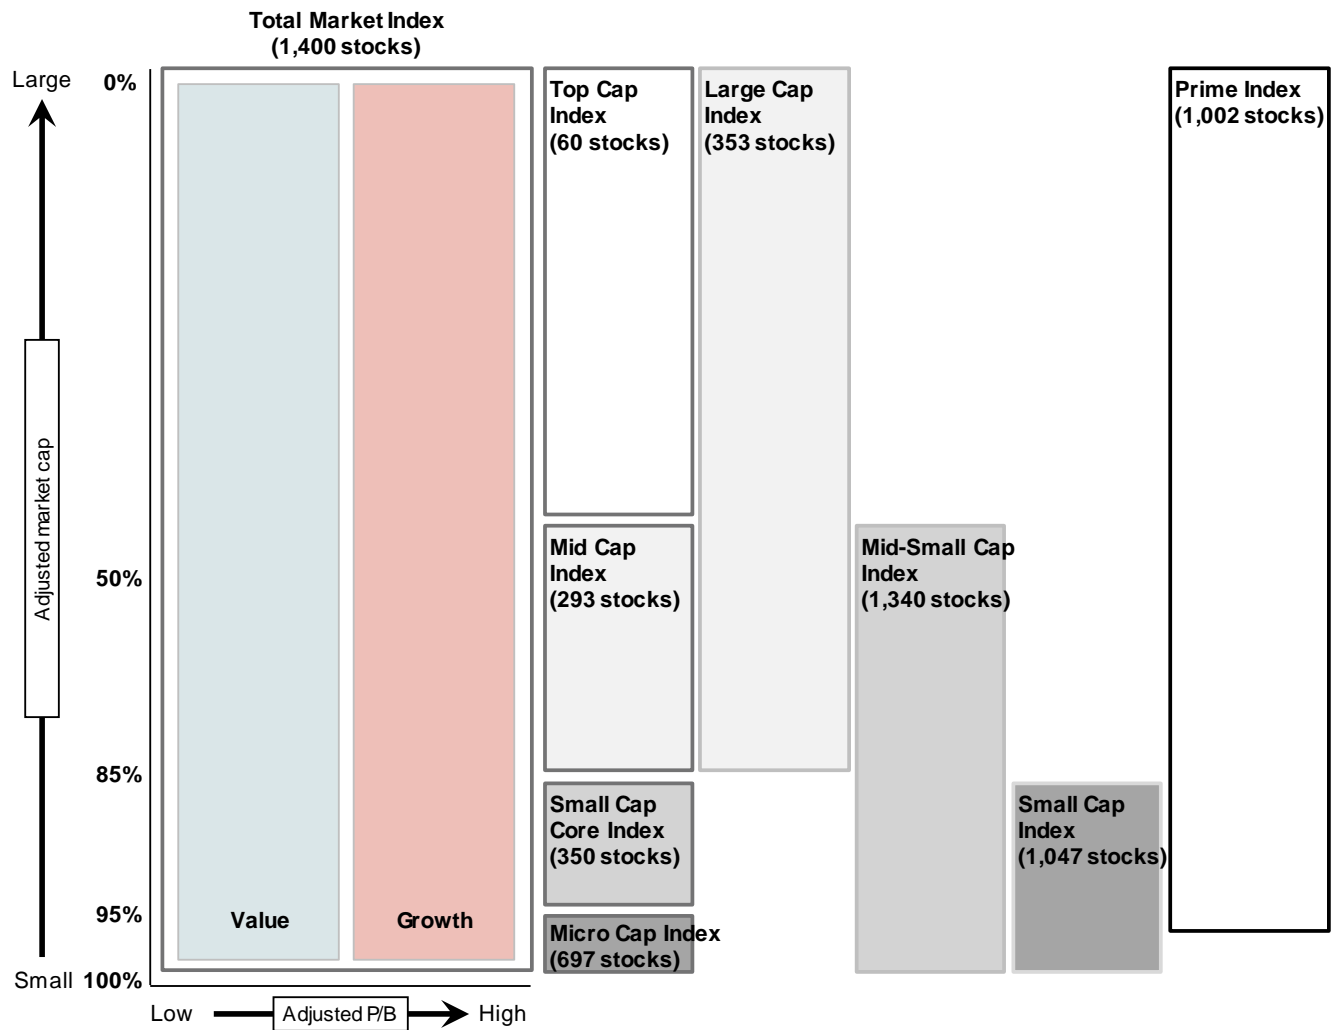 Total Market Index
(1,400 stocks)
Large
0%
Top Cap
Index
(60 stocks)
Large Cap
Index
(353 stocks)
Prime Index
(1,002 stocks)
Adjusted market cap
50%
Mid Cap
Index
(293 stocks)
Mid-Small Cap
Index
(1,340 stocks)
85%
Small Cap
Core Index
(350 stocks)
Small Cap
Index
(1,047 stocks)
95%
Value
Growth
Micro Cap Index
(697 stocks)
Small
100%
Low
Adjusted P/B
High